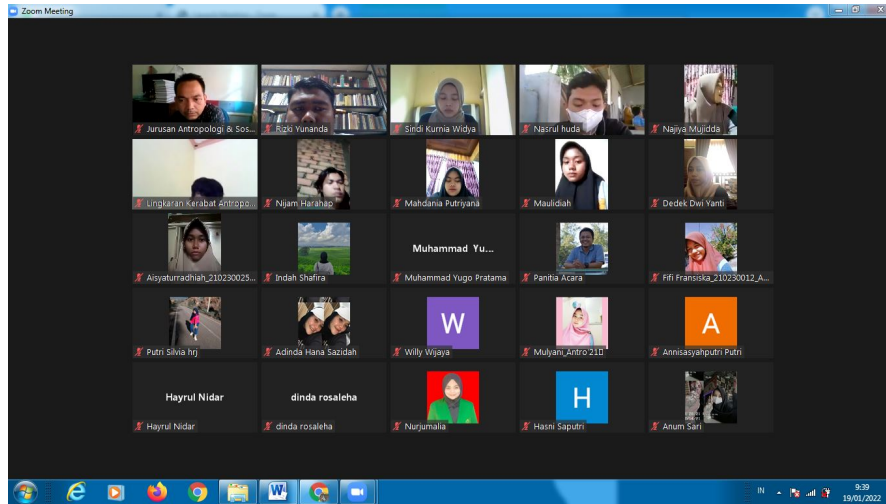 Zoom Meeting
Jurusan Antropologi & Sos...
Rizki Yunanda
Sindi Kurnia Widya
Nasrul huda
Najiya Mujidda
Lingkaran Kerabat Antropo...
Nijam Harahap
Mahdania Putriyana
Maulidiah
Dedek Dwi Yanti
Aisyaturradhiah_210230025...
Indah Shafira
Muhammad Yu...
Muhammad Yugo Pratama
Panitia Acara
Fifi Fransiska_210230012_A...
Putri Silvia hrj
Adinda Hana Sazidah
W
Willy Wijaya
Mulyani_Antro'21
A
Annisasyahputri Putri
Hayrul Nidar
Hayrul Nidar
dinda rosaleha
dinda rosaleha
Nurjumalia
H
Hasni Saputri
Anum Sari
IN
9:39
19/01/2022